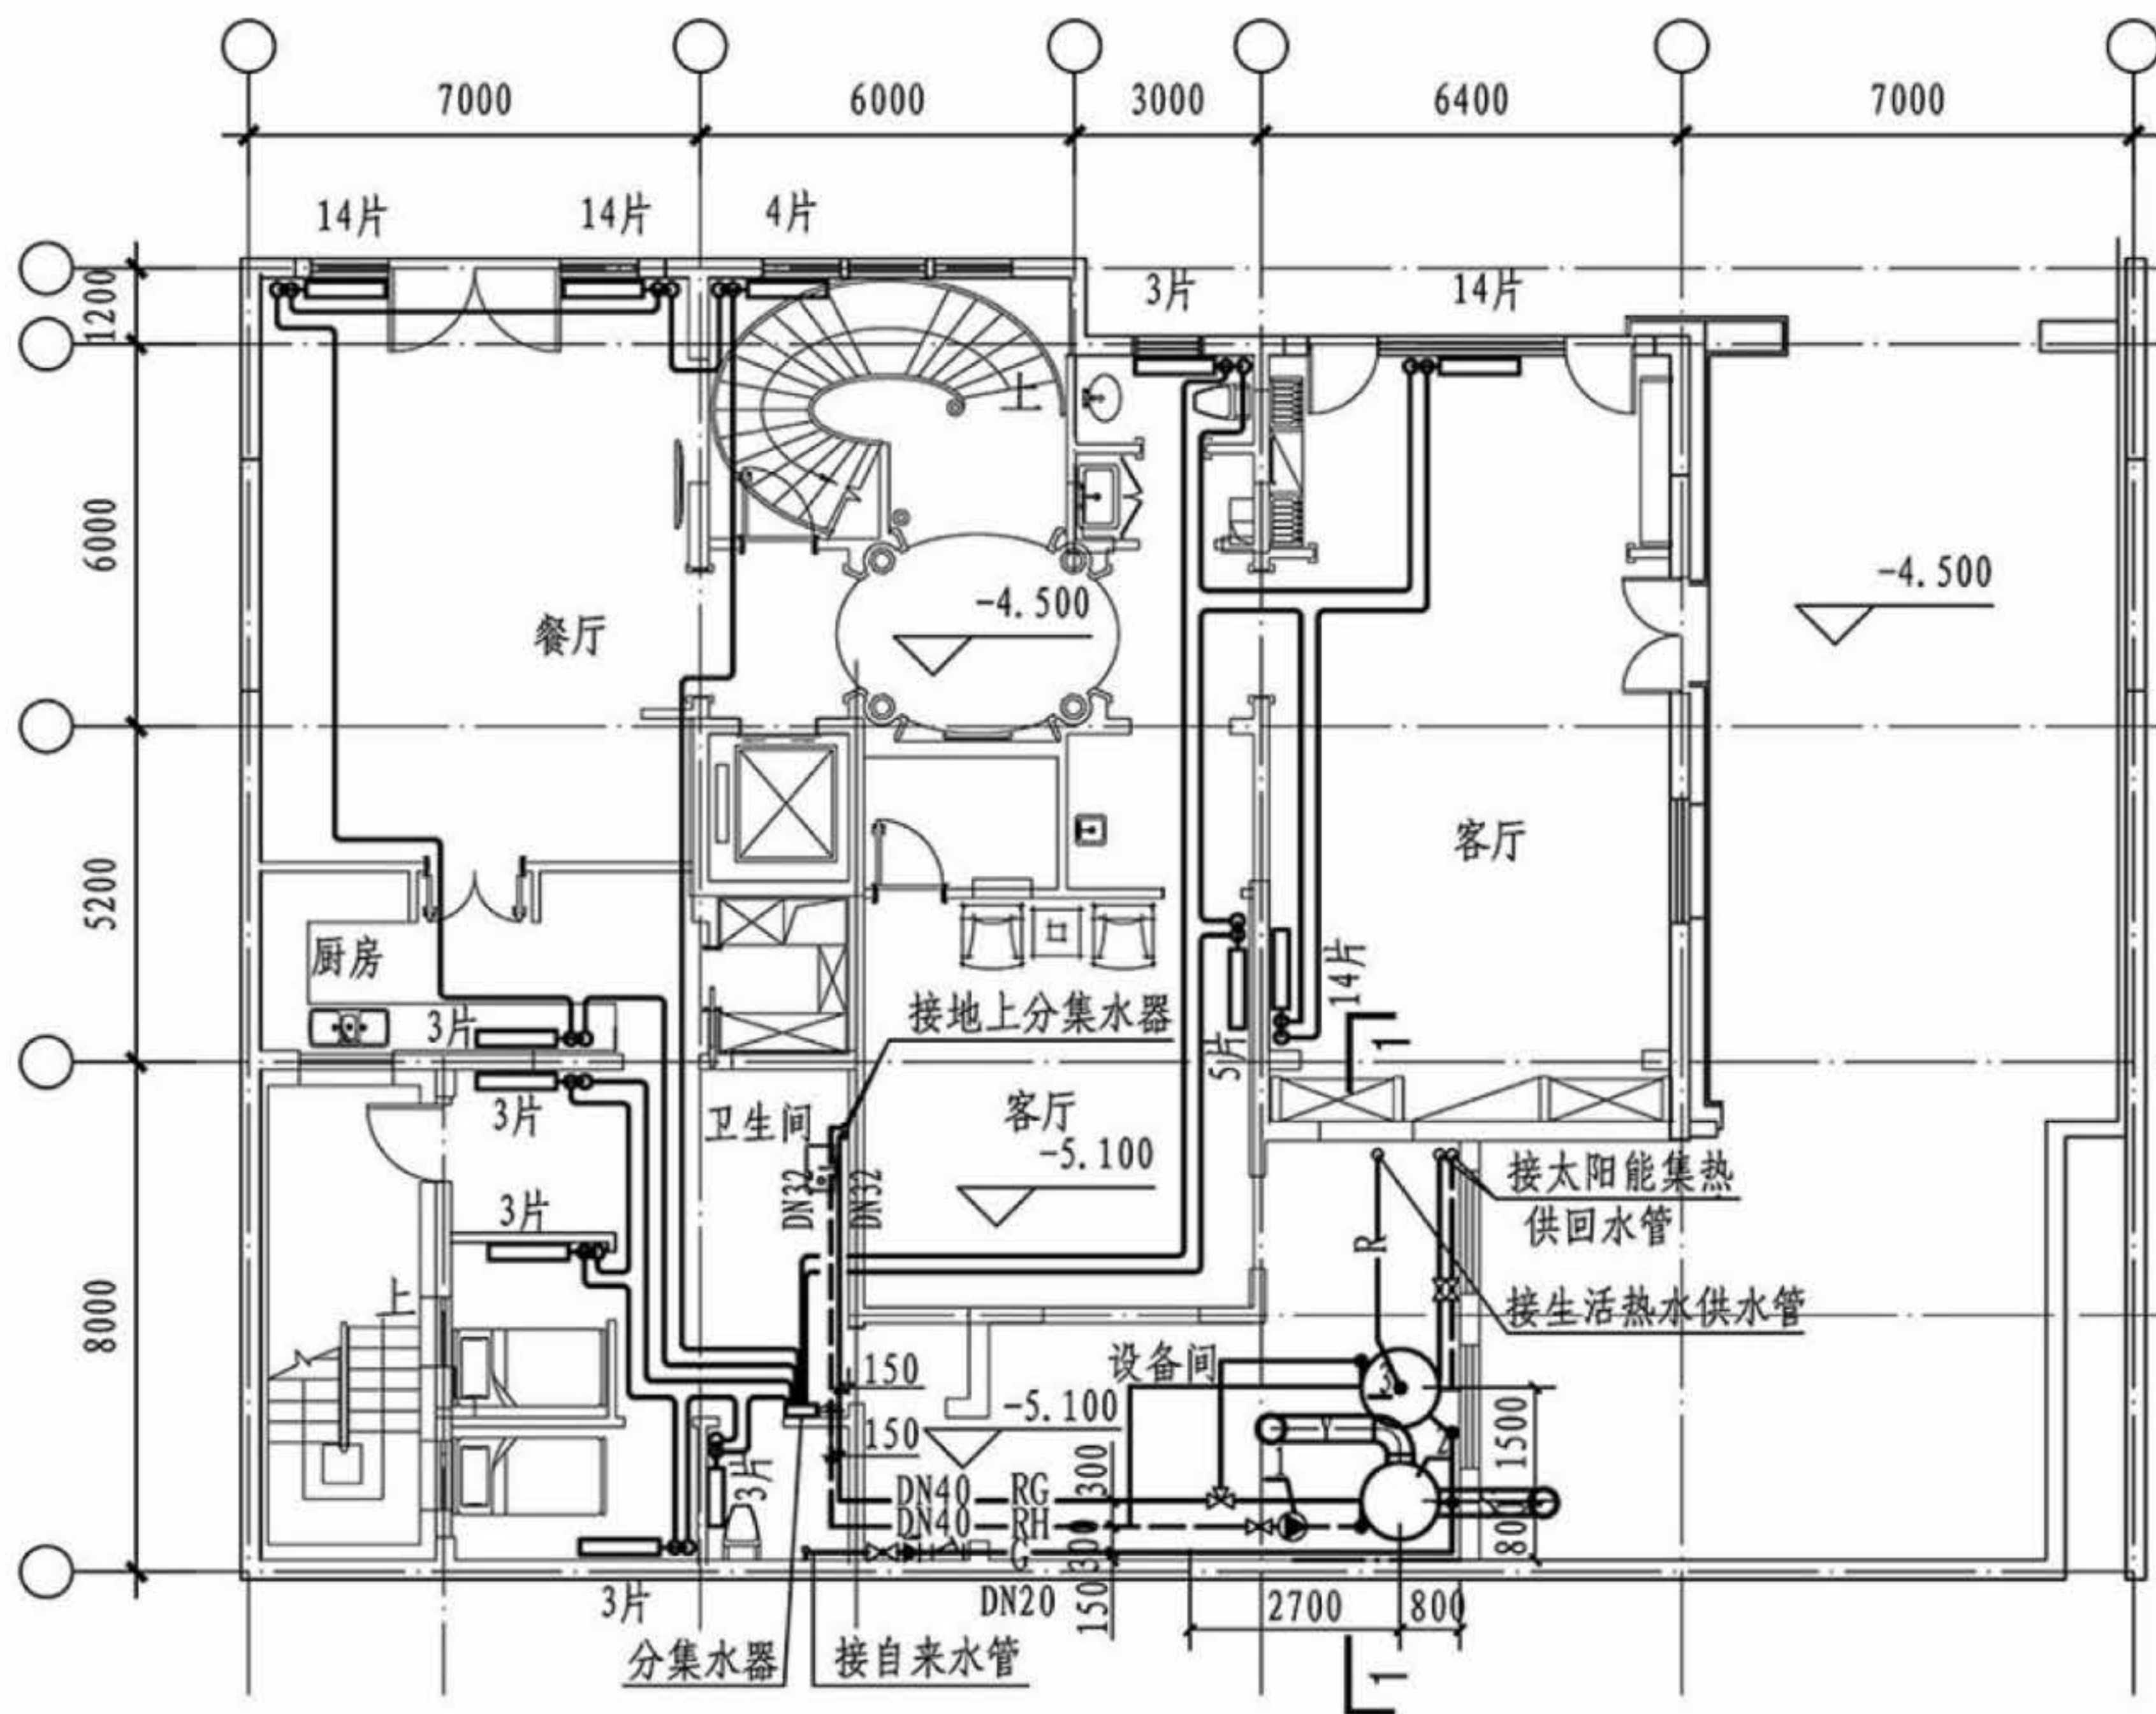 7000
6000
3000
6400
7000
14片
14片
4片
3片
14片
1200
6000
5200
8000
上
-4.500
-4.500
餐厅
客厅
厨房
3片
3片
3片
接地上分集水器
14片
5片
1
卫生间
客厅
-5.100
DN32
DN32
接太阳能集热
供回水管
R
接生活热水供水管
上
设备间
3
150
150
-5.100
Y
2
1
1500
300
DN40
RG
DN40
RH
300
G
800
3片
3片
DN20
150
2700
800
分集水器
接自来水管
1